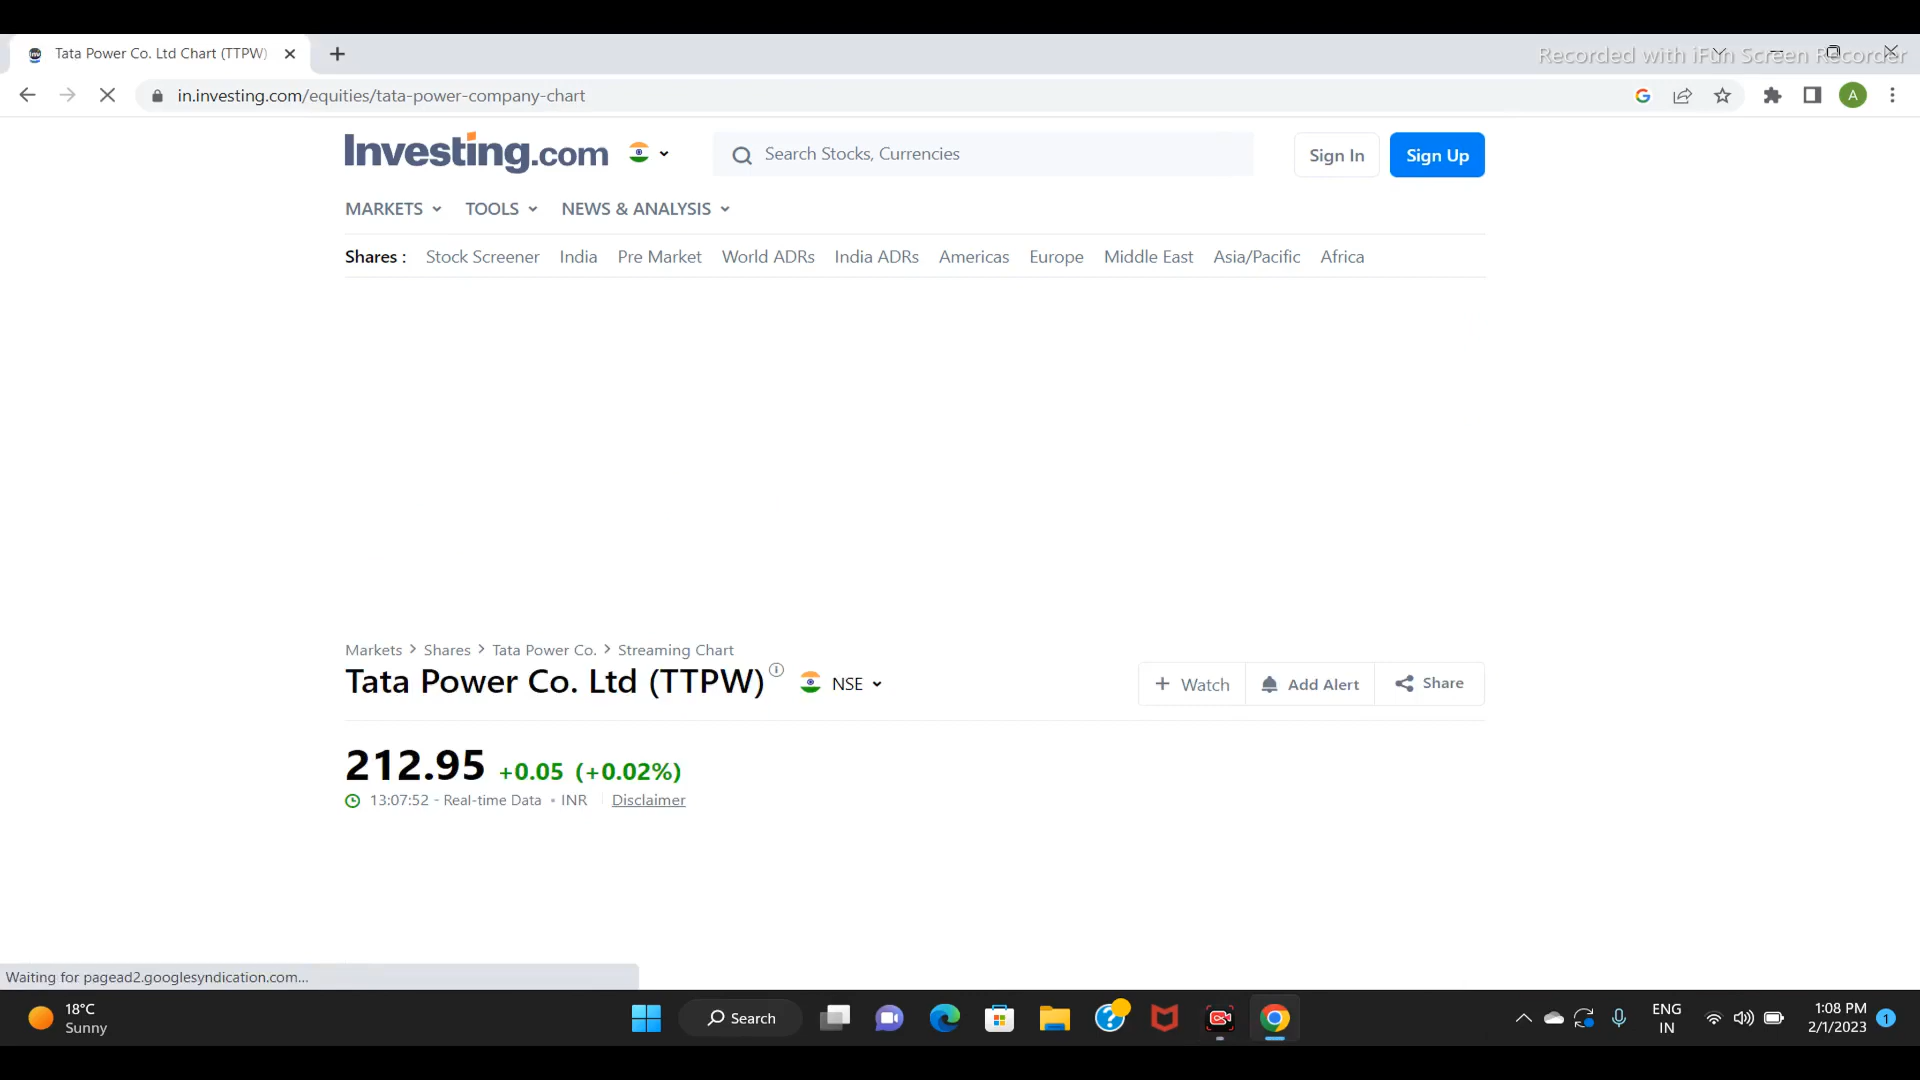 Tata Power Co. Ltd Chart (TTPW)
Recorded with iFun Screen Recorder
in.investing.com/equities/tata-power-company-chart
G
A
Investing.com
Search Stocks, Currencies
Sign In
Sign Up
MARKETS TOOLS NEWS & ANALYSIS
Shares : Stock Screener India Pre Market World ADRs India ADRs Americas Europe Middle East Asia/Pacific Africa
Markets > Shares > Tata Power Co. > Streaming Chart
Tata Power Co. Ltd (TTPW) NSE
+ Watch Add Alert Share
212.95 +0.05 (+0.02%)
13:07:52 - Real-time Data • INR Disclaimer
Waiting for pagead2.googlesyndication.com...
18°C
Sunny
Search
ENG
IN
1:08 PM
2/1/2023
1